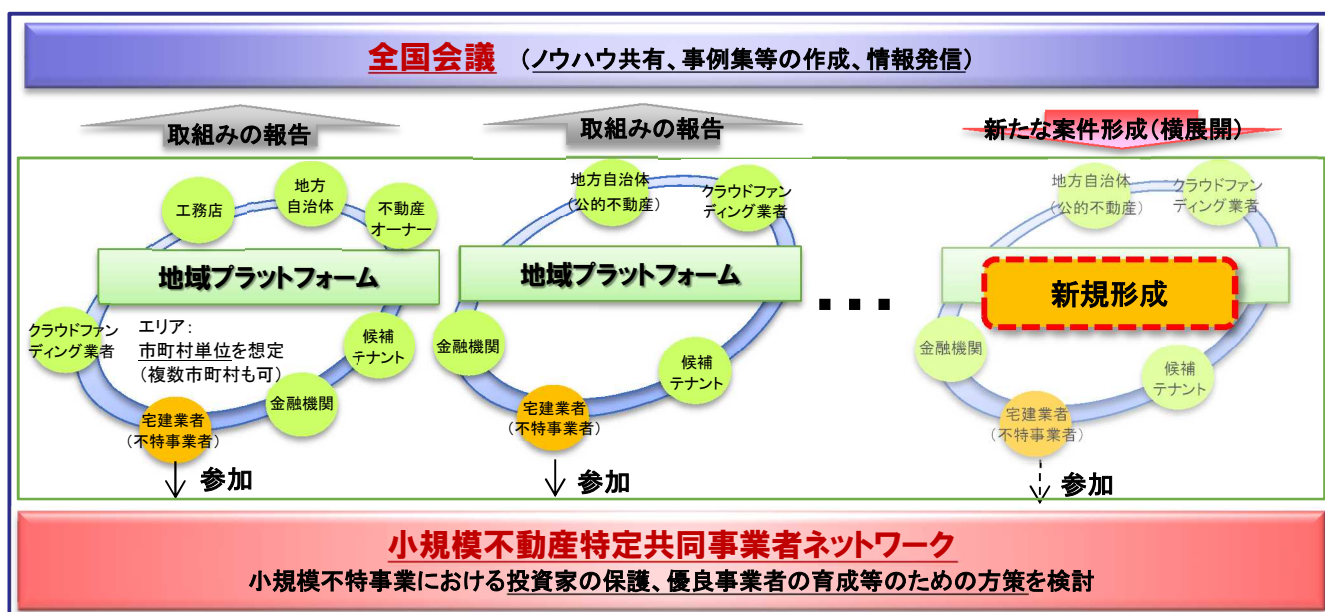 全国会議 (ノウハウ共有、事例集等の作成、情報発信)
取組みの報告
取組みの報告
新たな案件形成(横展開)
工務店
地方
自治体
不動産
オーナー
地域プラットフォーム
クラウドファン
ディング業者
エリア:
市町村単位を想定
(複数市町村も可)
候補
テナント
金融機関
宅建業者
(不特事業者)
参加
地方自治体
(公的不動産)
クラウドファン
ディング業者
地域プラットフォーム
金融機関
候補
テナント
宅建業者
(不特事業者)
参加
...
地方自治体
(公的不動産)
クラウドファン
ディング業者
新規形成
金融機関
候補
テナント
宅建業者
(不特事業者)
参加
小規模不動産特定共同事業者ネットワーク
小規模不特事業における投資家の保護、優良事業者の育成等のための方策を検討